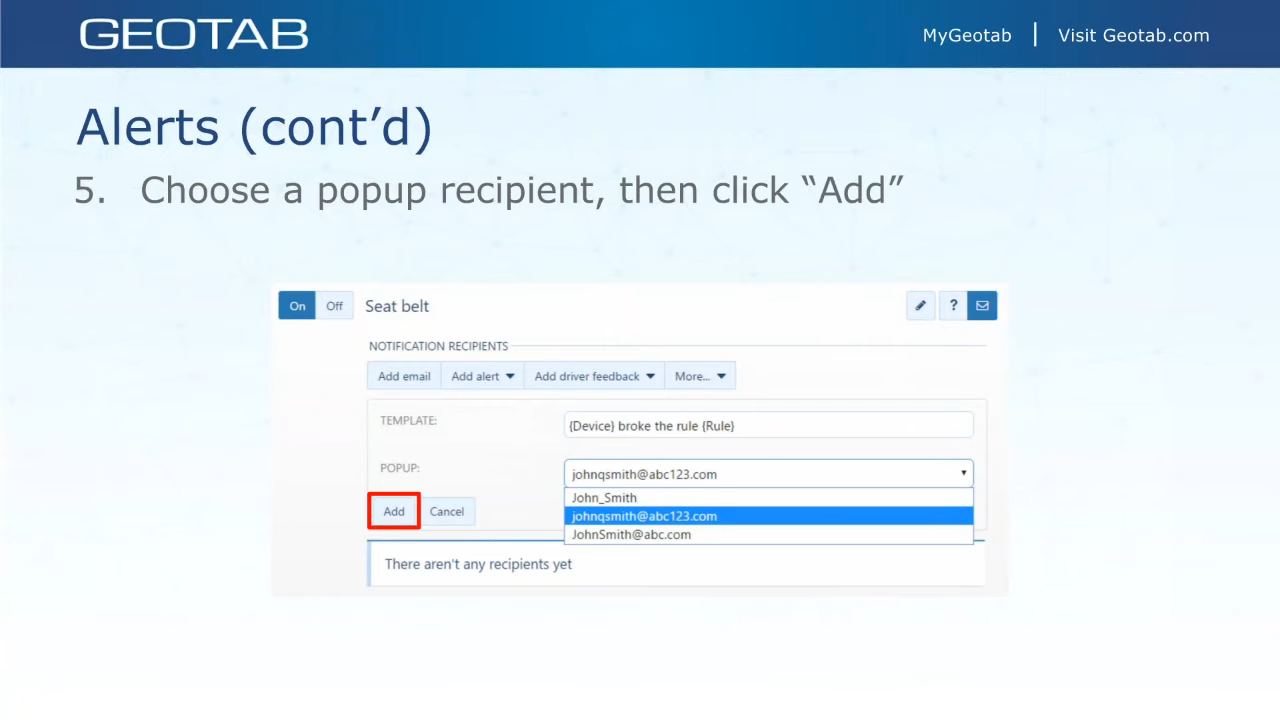 GEOTAB
MyGeotab | Visit Geotab.com
Alerts (cont’d)
5. Choose a popup recipient, then click “Add”
On Off Seat belt ?
NOTIFICATION RECIPIENTS
Add email Add alert Add driver feedback More...
TEMPLATE: {Device} broke the rule {Rule}
POPUP: johnqsmith@abc123.com
John_Smith
Add Cancel johnqsmith@abc123.com
JohnSmith@abc.com
There aren't any recipients yet